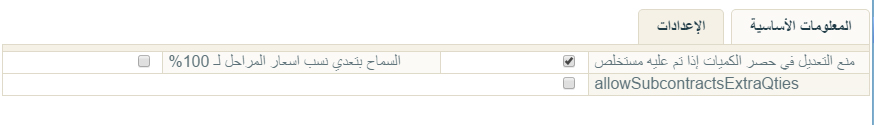 المعلومات الأساسية
الإعدادات
منع التعديل في حصر الكميات إذا تم عليه مستخلص
السماح بتعدي نسب اسعار المراحل لـ 100%
allowSubcontractsExtraQties